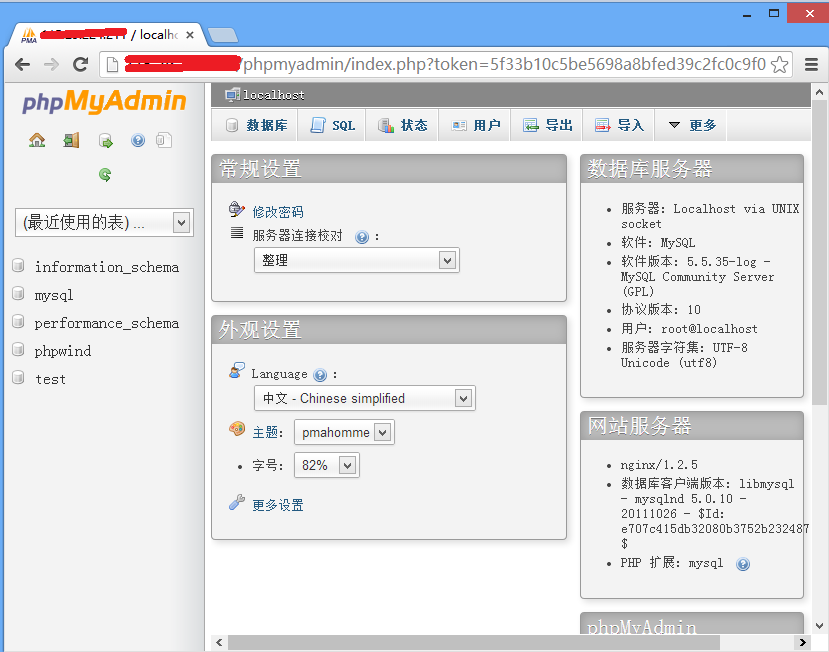 / localh
/phpmyadmin/index.php?token=5f33b10c5be5698a8bfed39c2fc0c9f0
phpMyAdmin
(最近使用的表) ...
information_schema
mysql
performance_schema
phpwind
test
localhost
数据库 SQL 状态 用户 导出 导入 更多
常规设置
修改密码
服务器连接校对 :
整理
外观设置
Language :
中文 - Chinese simplified
主题: pmahomme
字号: 82%
更多设置
数据库服务器
服务器: Localhost via UNIX
socket
软件: MySQL
软件版本: 5.5.35-log -
MySQL Community Server
(GPL)
协议版本: 10
用户: root@localhost
服务器字符集: UTF-8
Unicode (utf8)
网站服务器
nginx/1.2.5
数据库客户端版本: libmysql
- mysqlnd 5.0.10 -
20111026 - $Id:
e707c415db32080b3752b232487
$
PHP 扩展: mysql
phpMyAdmin